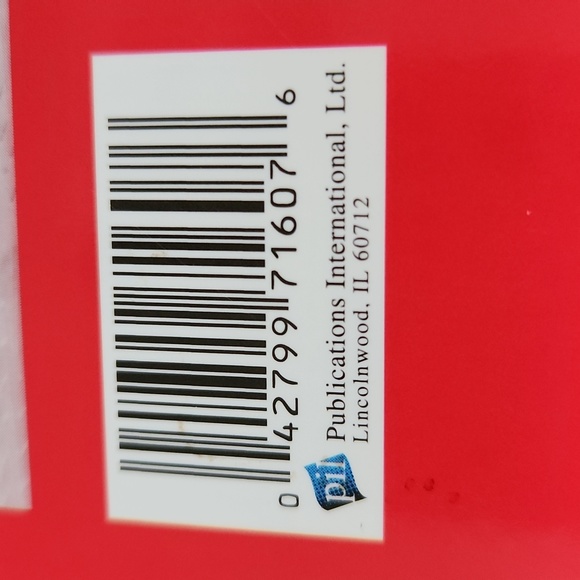 0 42799 71607 6
pil Publications International, Ltd.
Lincolnwood, IL 60712